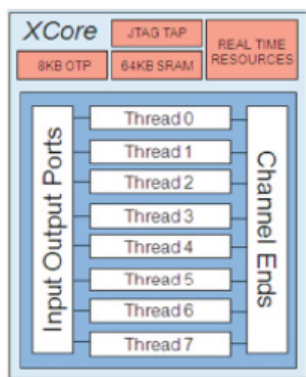 XCore
JTAG TAP
REAL TIME
RESOURCES
8KB OTP
64KB SRAM
Input Output Ports
Thread 0
Thread 1
Thread 2
Thread 3
Thread 4
Thread 5
Thread 6
Thread 7
Channel Ends